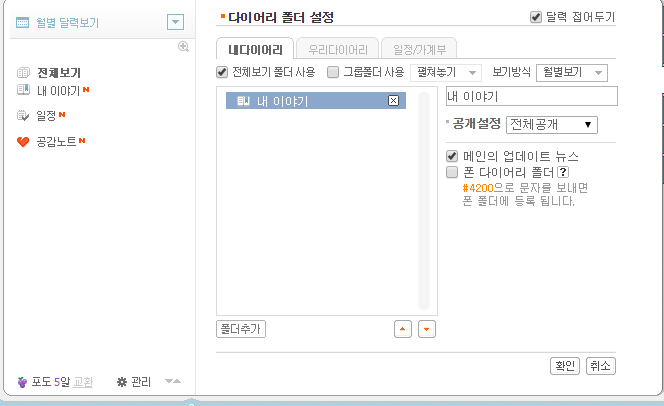 월별 달력보기
전체보기
내 이야기 N
일정 N
공감노트 N
포도 5알 교환
관리
다이어리 폴더 설정
달력 접어두기
내다이어리
우리다이어리
일정/가계부
전체보기 폴더 사용
그룹폴더 사용
펼쳐놓기
보기방식
월별보기
내 이야기
내 이야기
공개설정
전체공개
메인의 업데이트 뉴스
폰 다이어리 폴더 ?
#4200으로 문자를 보내면
폰 폴더에 등록 됩니다.
폴더추가
확인
취소